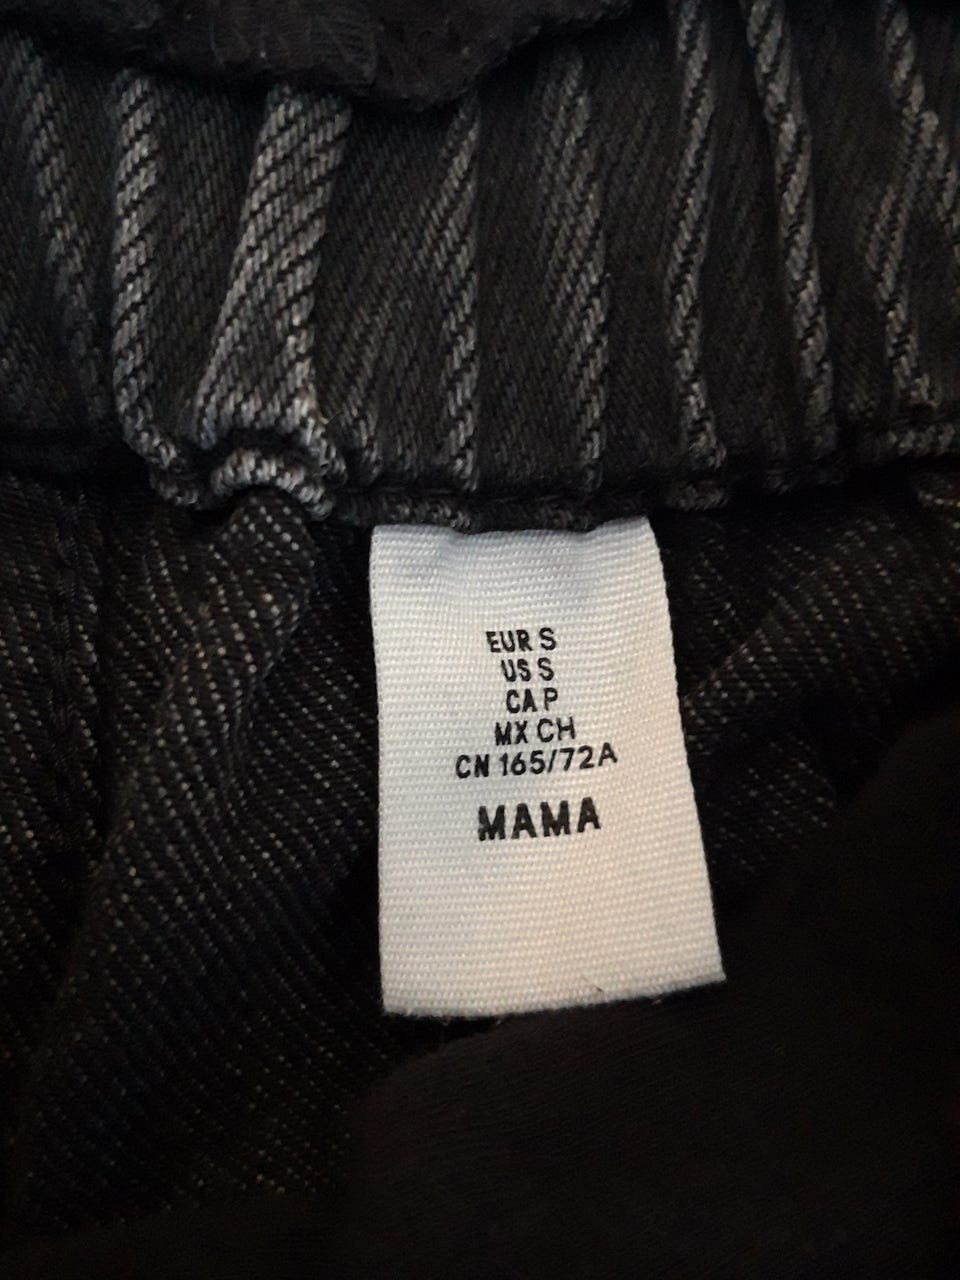 EUR S
US S
CA P
MX CH
CN 165/72A
MAMA